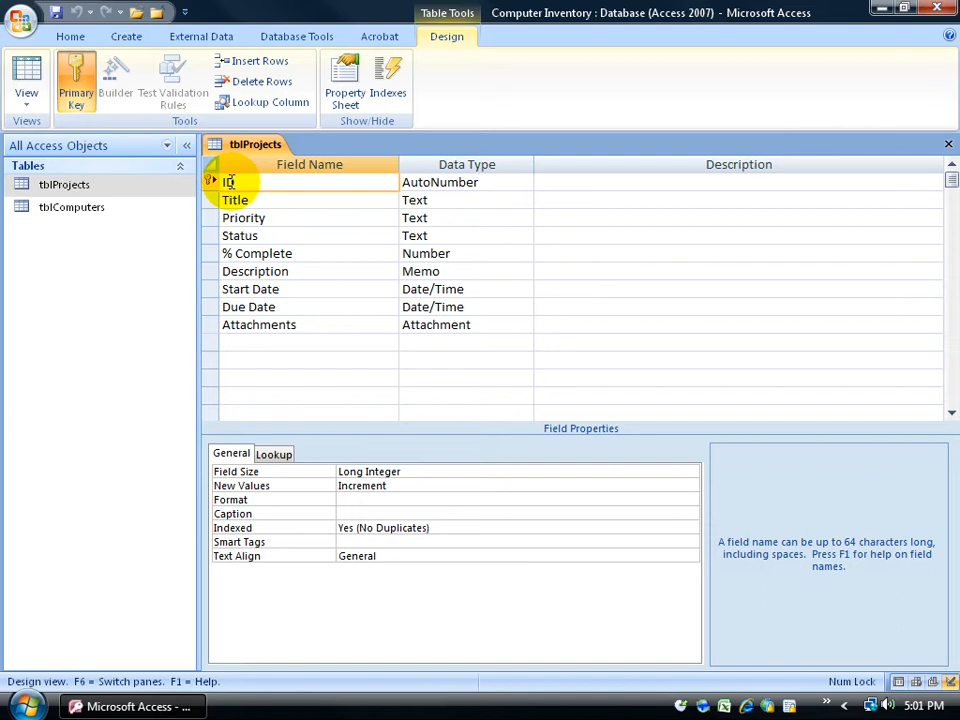 Table Tools
Computer Inventory : Database (Access 2007) - Microsoft Access
Home
Create
External Data
Database Tools
Acrobat
Design
View
Primary
Key
Builder
Test Validation
Rules
Insert Rows
Delete Rows
Lookup Column
Property
Sheet
Indexes
Views
Tools
Show/Hide
All Access Objects
tblProjects
Tables
tblProjects
tblComputers
Field Name
Data Type
Description
ID
AutoNumber
Title
Text
Priority
Text
Status
Text
% Complete
Number
Description
Memo
Start Date
Date/Time
Due Date
Date/Time
Attachments
Attachment
Field Properties
General
Lookup
Field Size
Long Integer
New Values
Increment
Format
Caption
Indexed
Yes (No Duplicates)
Smart Tags
Text Align
General
A field name can be up to 64 characters long,
including spaces. Press F1 for help on field
names.
Design view. F6 = Switch panes. F1 = Help.
Num Lock
Microsoft Access - ...
5:01 PM